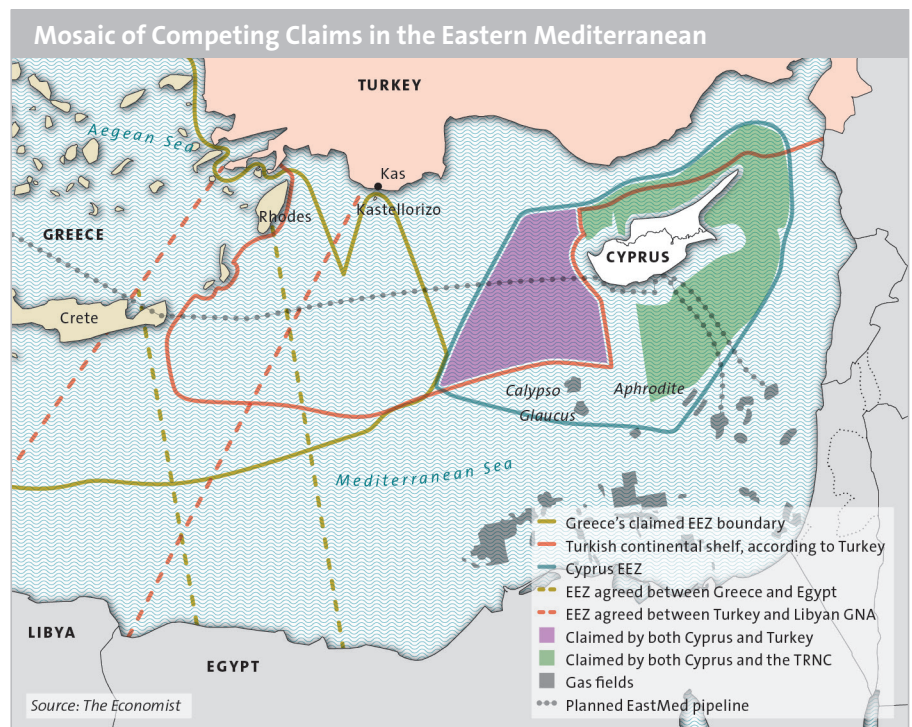 Mosaic of Competing Claims in the Eastern Mediterranean
TURKEY
Aegean Sea
Kas
Kastellorizo
Rhodes
GREECE
CYPRUS
Crete
Calypso
Aphrodite
Glaucus
Mediterranean Sea
Greece's claimed EEZ boundary
Turkish continental shelf, according to Turkey
Cyprus EEZ
EEZ agreed between Greece and Egypt
EEZ agreed between Turkey and Libyan GNA
Claimed by both Cyprus and Turkey
Claimed by both Cyprus and the TRNC
Gas fields
Planned EastMed pipeline
LIBYA
EGYPT
Source: The Economist